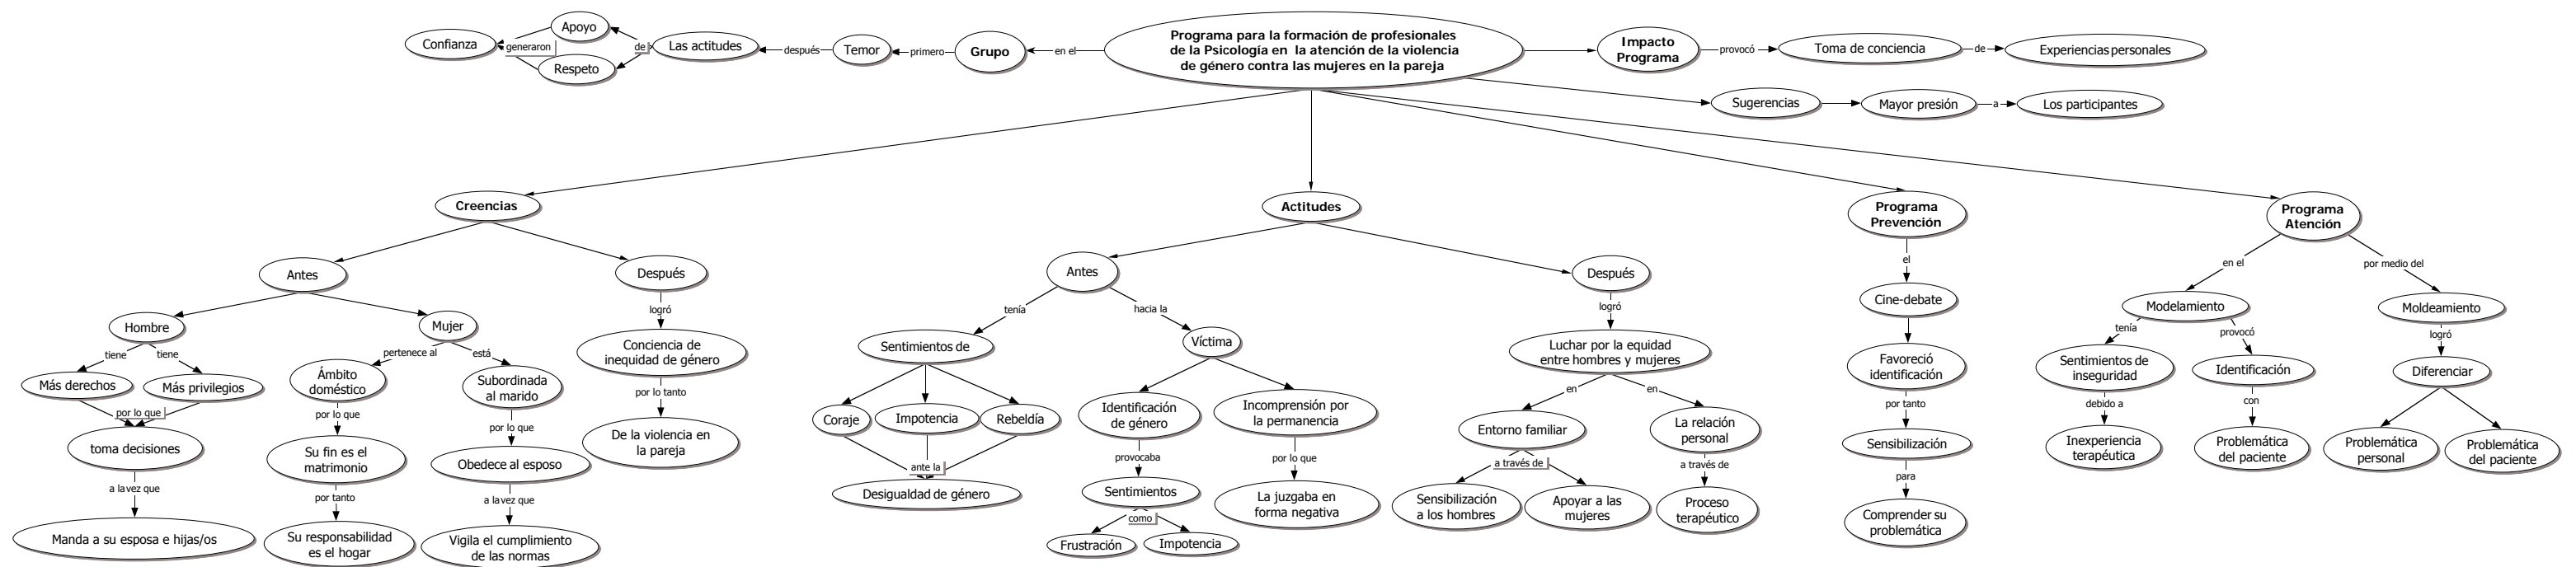 Programa para la formación de profesionales
de la Psicología en la atención de la violencia
de género contra las mujeres en la pareja
en el
Grupo
primero
Temor
después
Las actitudes
de
Apoyo
Respeto
generaron
Confianza
Impacto
Programa
provocó
Toma de conciencia
de
Experiencias personales
Sugerencias
Mayor presión
a
Los participantes
Creencias
Antes
Hombre
tiene
tiene
Más derechos
Más privilegios
por lo que
toma decisiones
a la vez que
Manda a su esposa e hijas/os
Mujer
pertenece al
está
Ámbito
doméstico
por lo que
Su fin es el
matrimonio
por tanto
Su responsabilidad
es el hogar
Subordinada
al marido
por lo que
Obedece al esposo
a la vez que
Vigila el cumplimiento
de las normas
Después
logró
Conciencia de
inequidad de género
por lo tanto
De la violencia en
la pareja
Actitudes
Antes
tenía
hacia la
Sentimientos de
Coraje
Impotencia
Rebeldía
ante la
Desigualdad de género
Víctima
Identificación
de género
provocaba
Sentimientos
como
Frustración
Impotencia
Incomprensión por
la permanencia
por lo que
La juzgaba en
forma negativa
Después
logró
Luchar por la equidad
entre hombres y mujeres
en
en
Entorno familiar
a través de
Sensibilización
a los hombres
Apoyar a las
mujeres
La relación
personal
a través de
Proceso
terapéutico
Programa
Prevención
el
Cine-debate
Favoreció
identificación
por tanto
Sensibilización
para
Comprender su
problemática
Programa
Atención
en el
por medio del
Modelamiento
tenía
provocó
Sentimientos de
inseguridad
debido a
Inexperiencia
terapéutica
Identificación
con
Problemática
del paciente
Moldeamiento
logró
Diferenciar
Problemática
personal
Problemática
del paciente